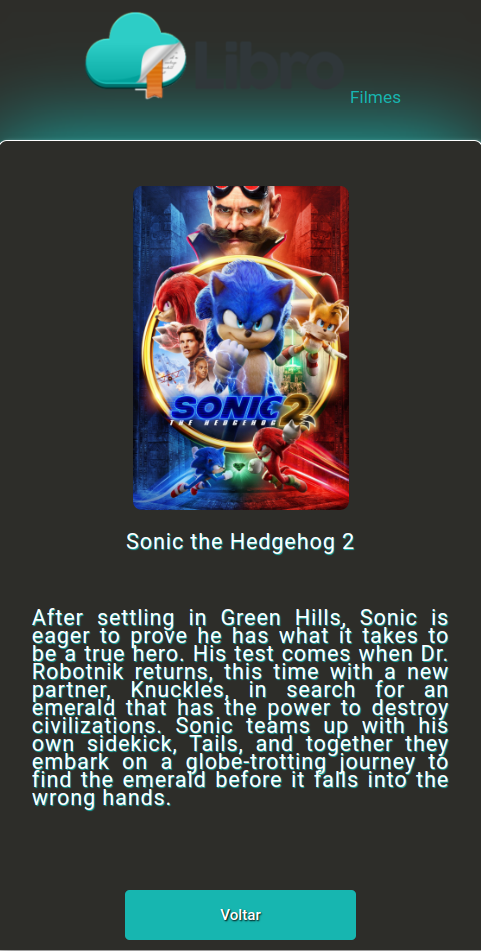 Libro
Filmes
SONIC 2
THE HEDGEHOG
Sonic the Hedgehog 2
After settling in Green Hills, Sonic is
eager to prove he has what it takes to
be a true hero. His test comes when Dr.
Robotnik returns, this time with a new
partner, Knuckles, in search for an
emerald that has the power to destroy
civilizations. Sonic teams up with his
own sidekick, Tails, and together they
embark on a globe-trotting journey to
find the emerald before it falls into the
wrong hands.
Voltar